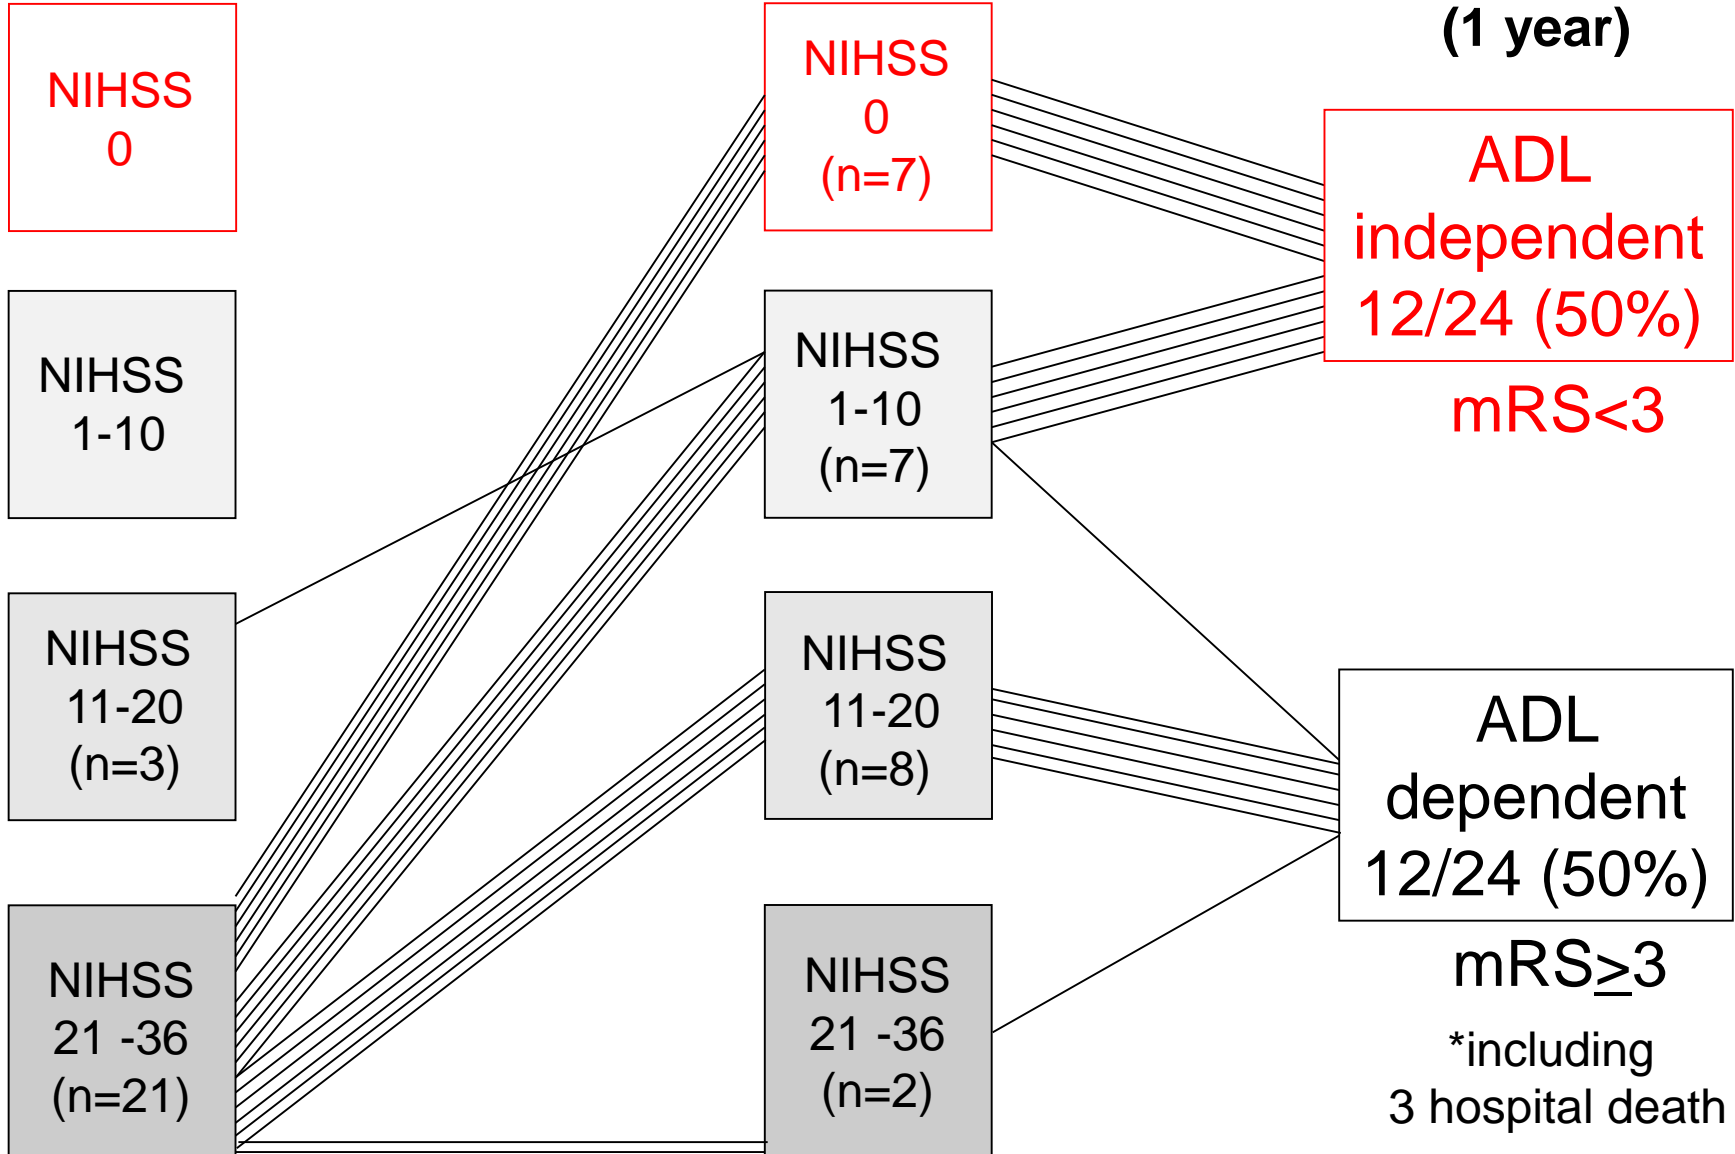 (1 year)
NIHSS
0
NIHSS
1-10
NIHSS
11-20
(n=3)
NIHSS
21 -36
(n=21)
NIHSS
0
(n=7)
NIHSS
1-10
(n=7)
NIHSS
11-20
(n=8)
NIHSS
21 -36
(n=2)
ADL
independent
12/24 (50%)
mRS<3
ADL
dependent
12/24 (50%)
mRS≥3
*including
3 hospital death